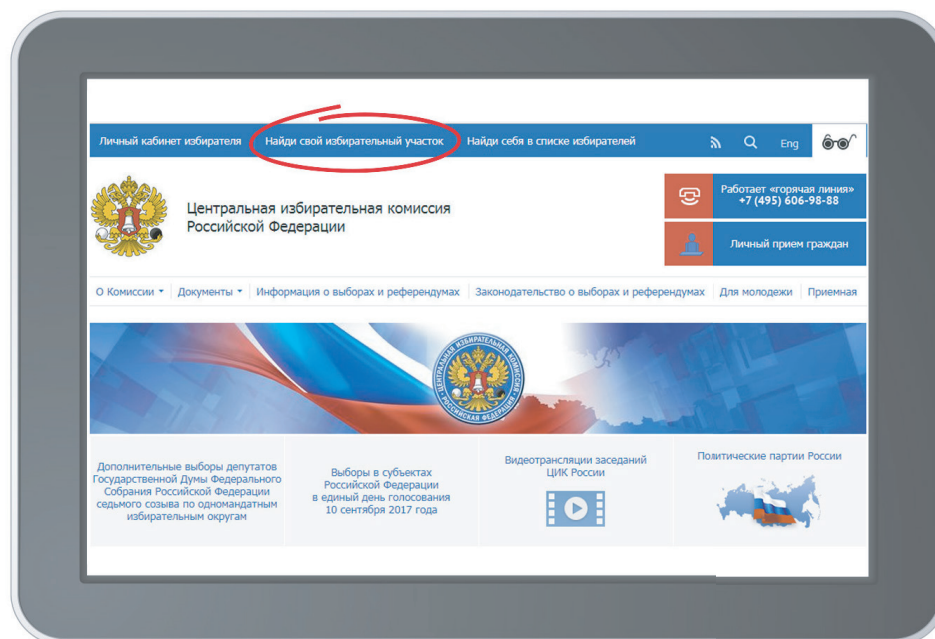 Личный кабинет избирателя
Найди свой избирательный участок
Найди себя в списке избирателей
Eng
Центральная избирательная комиссия
Российской Федерации
Работает «горячая линия»
+7 (495) 606-98-88
Личный прием граждан
О Комиссии
Документы
Информация о выборах и референдумах
Законодательство о выборах и референдумах
Для молодежи
Приемная
ЦЕНТРАЛЬНАЯ ИЗБИРАТЕЛЬНАЯ КОМИССИЯ
РОССИЙСКАЯ ФЕДЕРАЦИЯ
Дополнительные выборы депутатов
Государственной Думы Федерального
Собрания Российской Федерации
седьмого созыва по одномандатным
избирательным округам
Выборы в субъектах
Российской Федерации
в единый день голосования
10 сентября 2017 года
Видеотрансляции заседаний
ЦИК России
Политические партии России